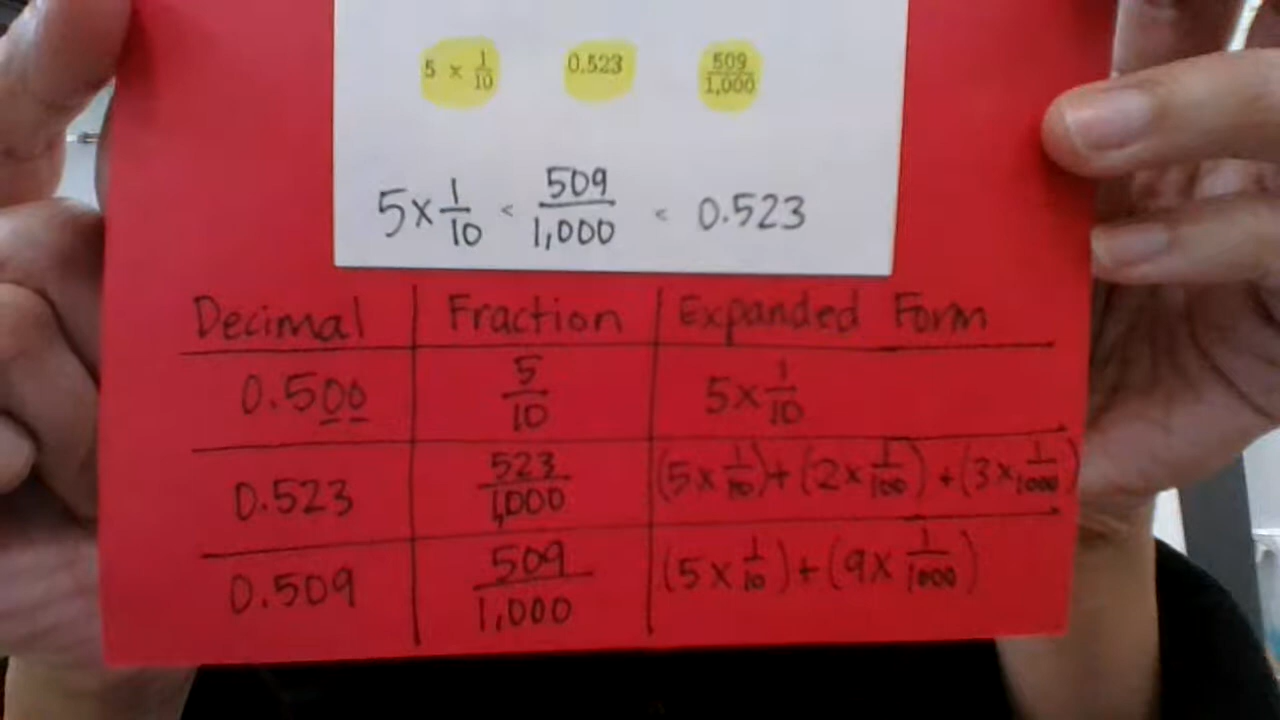 5 × 1/10 0.523 509/1,000
5×1/10 < 509/1,000 < 0.523
Decimal Fraction Expanded Form
0.500 5/10 5×1/10
0.523 523/1,000 (5×1/10)+(2×1/100)+(3×1/1000)
0.509 509/1,000 (5×1/10)+(9×1/1000)